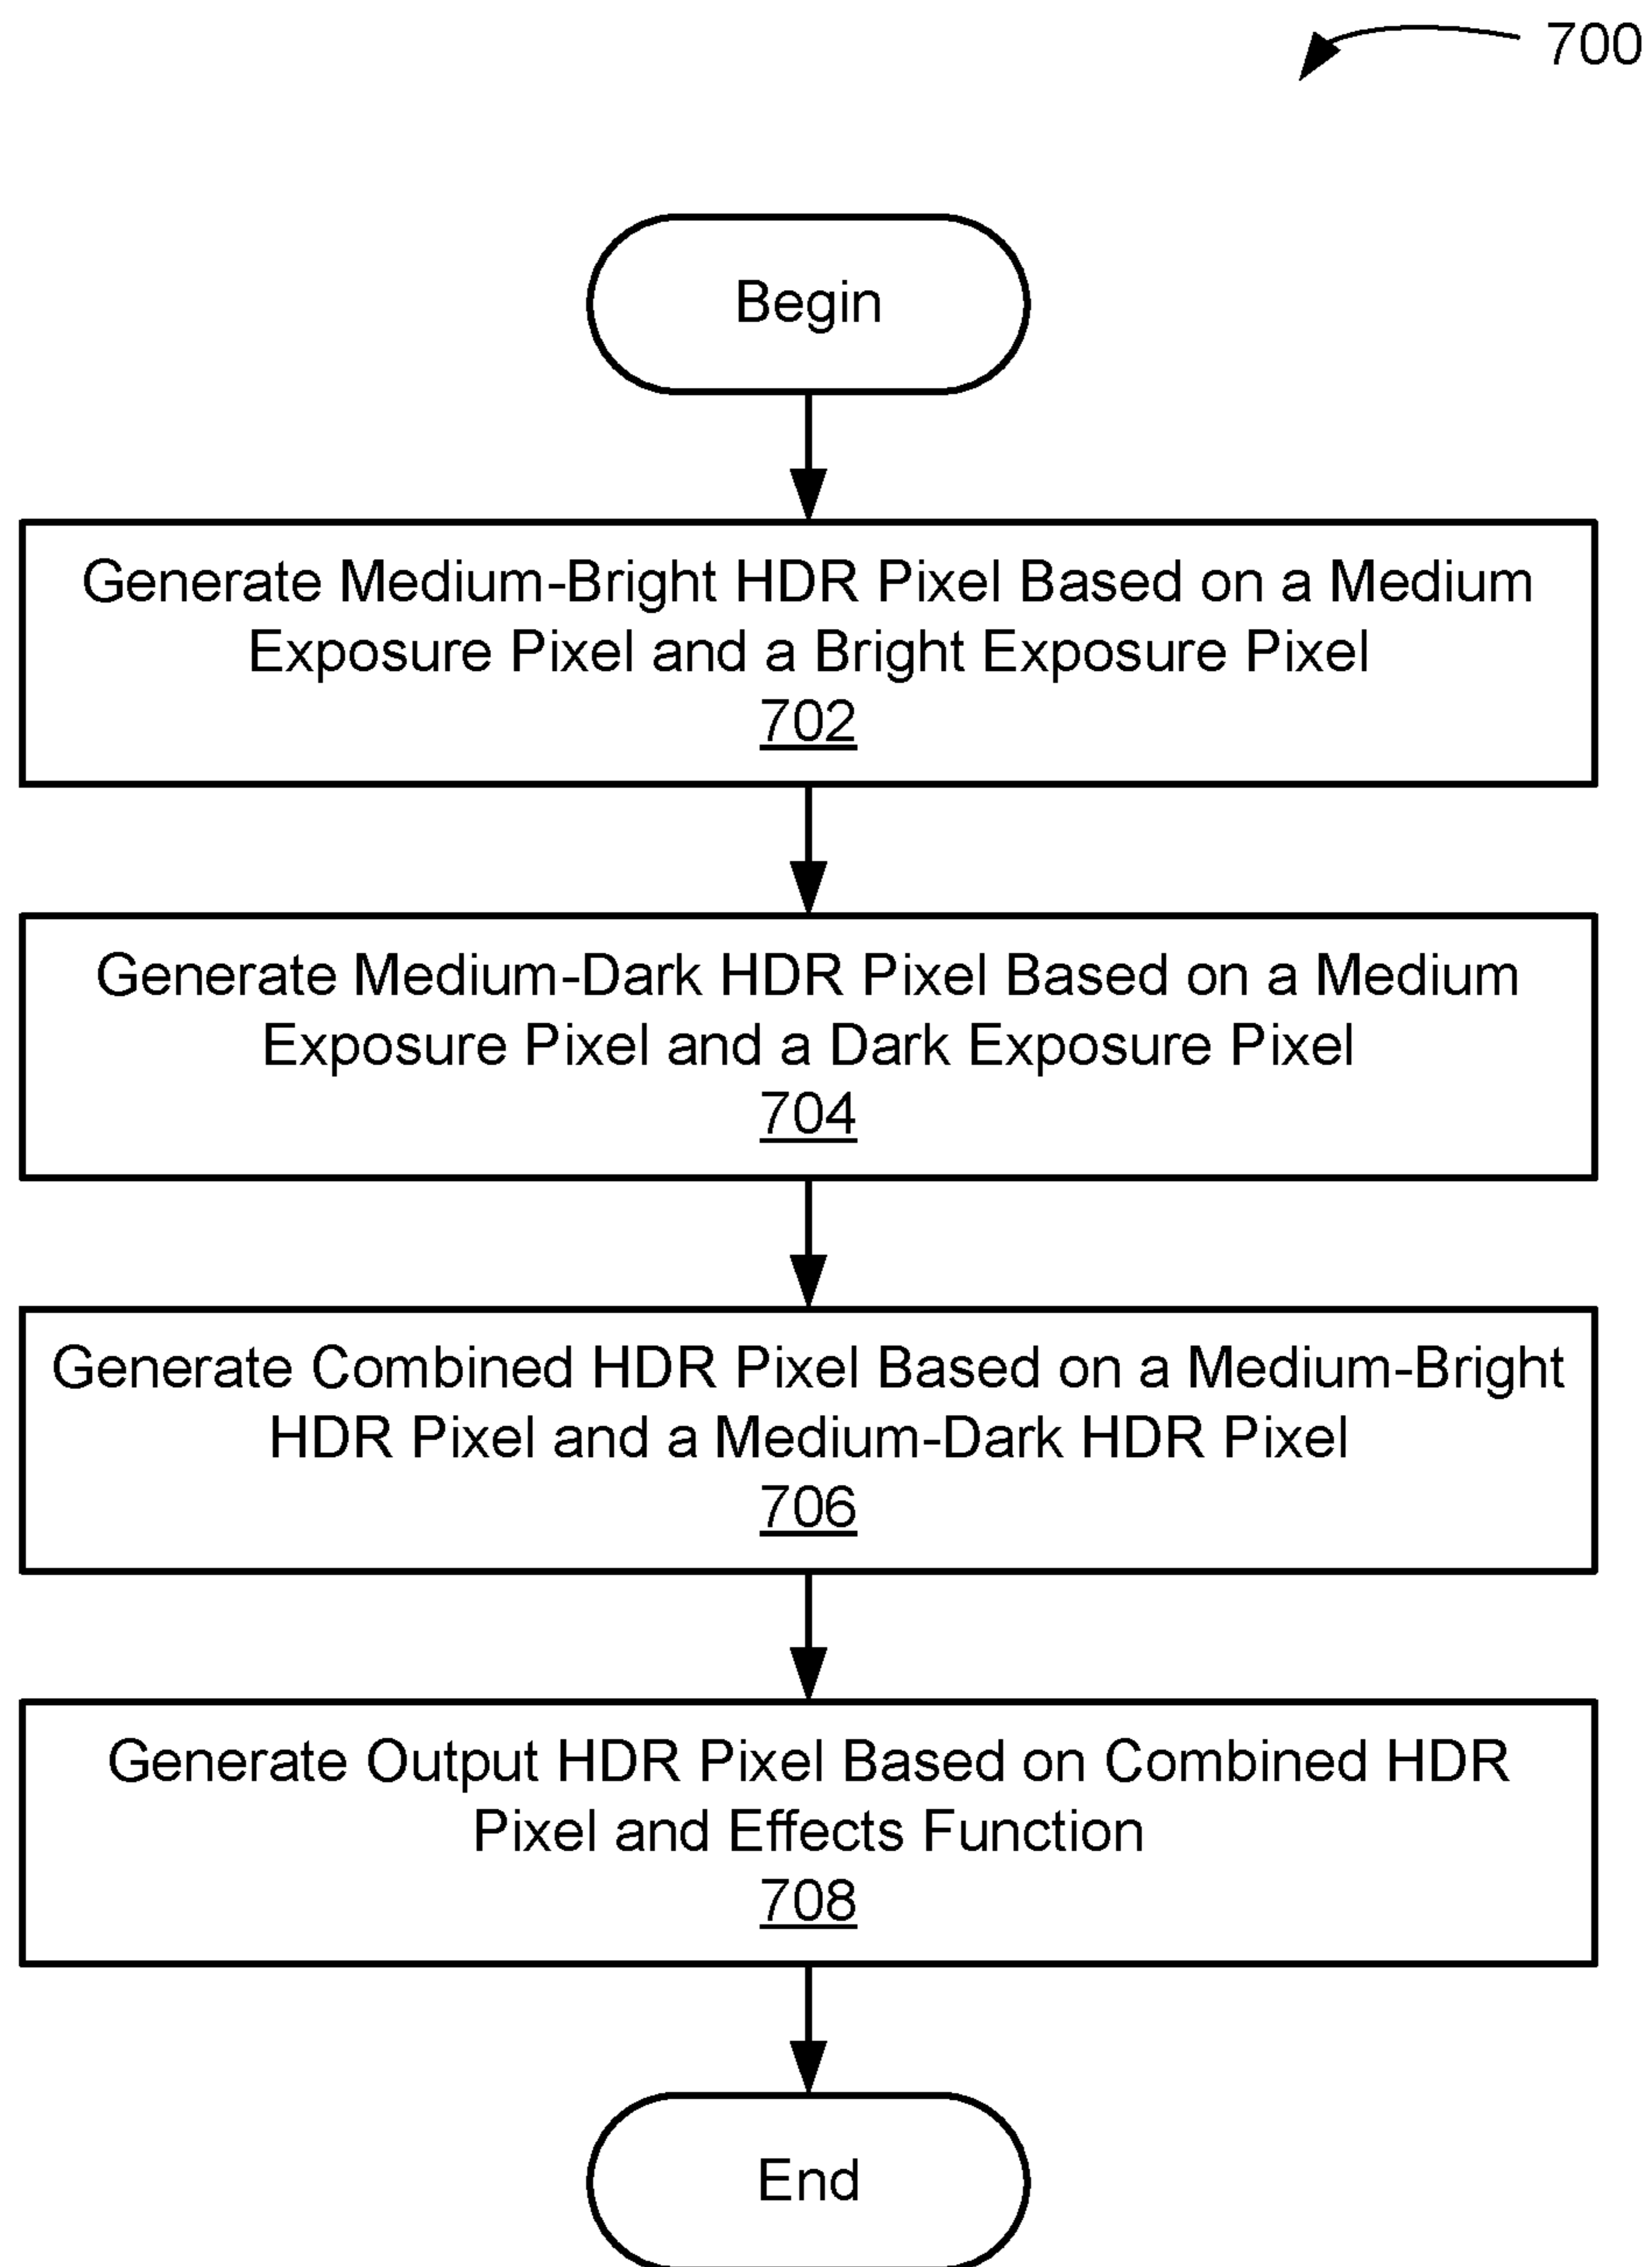 700
Begin
Generate Medium-Bright HDR Pixel Based on a Medium
Exposure Pixel and a Bright Exposure Pixel
702
Generate Medium-Dark HDR Pixel Based on a Medium
Exposure Pixel and a Dark Exposure Pixel
704
Generate Combined HDR Pixel Based on a Medium-Bright
HDR Pixel and a Medium-Dark HDR Pixel
706
Generate Output HDR Pixel Based on Combined HDR
Pixel and Effects Function
708
End